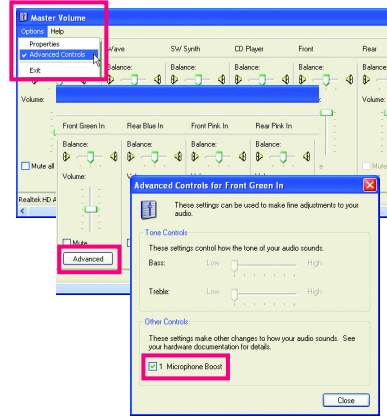 Master Volume
Options Help
Properties
Advanced Controls
Exit
Wave SW Synth CD Player Front Rear
Balance: Balance: Balance: Balance: Balance:
Volume: Volume:
Mute all Mute
Realtek HD A
Front Green In Rear Blue In Front Pink In Rear Pink In
Balance: Balance: Balance: Balance:
Volume:
Mute
Advanced
Advanced Controls for Front Green In
These settings can be used to make fine adjustments to your
audio.
Tone Controls
These settings control how the tone of your audio sounds.
Bass: Low High
Treble: Low High
Other Controls
These settings make other changes to how your audio sounds. See
your hardware documentation for details.
1 Microphone Boost
Close